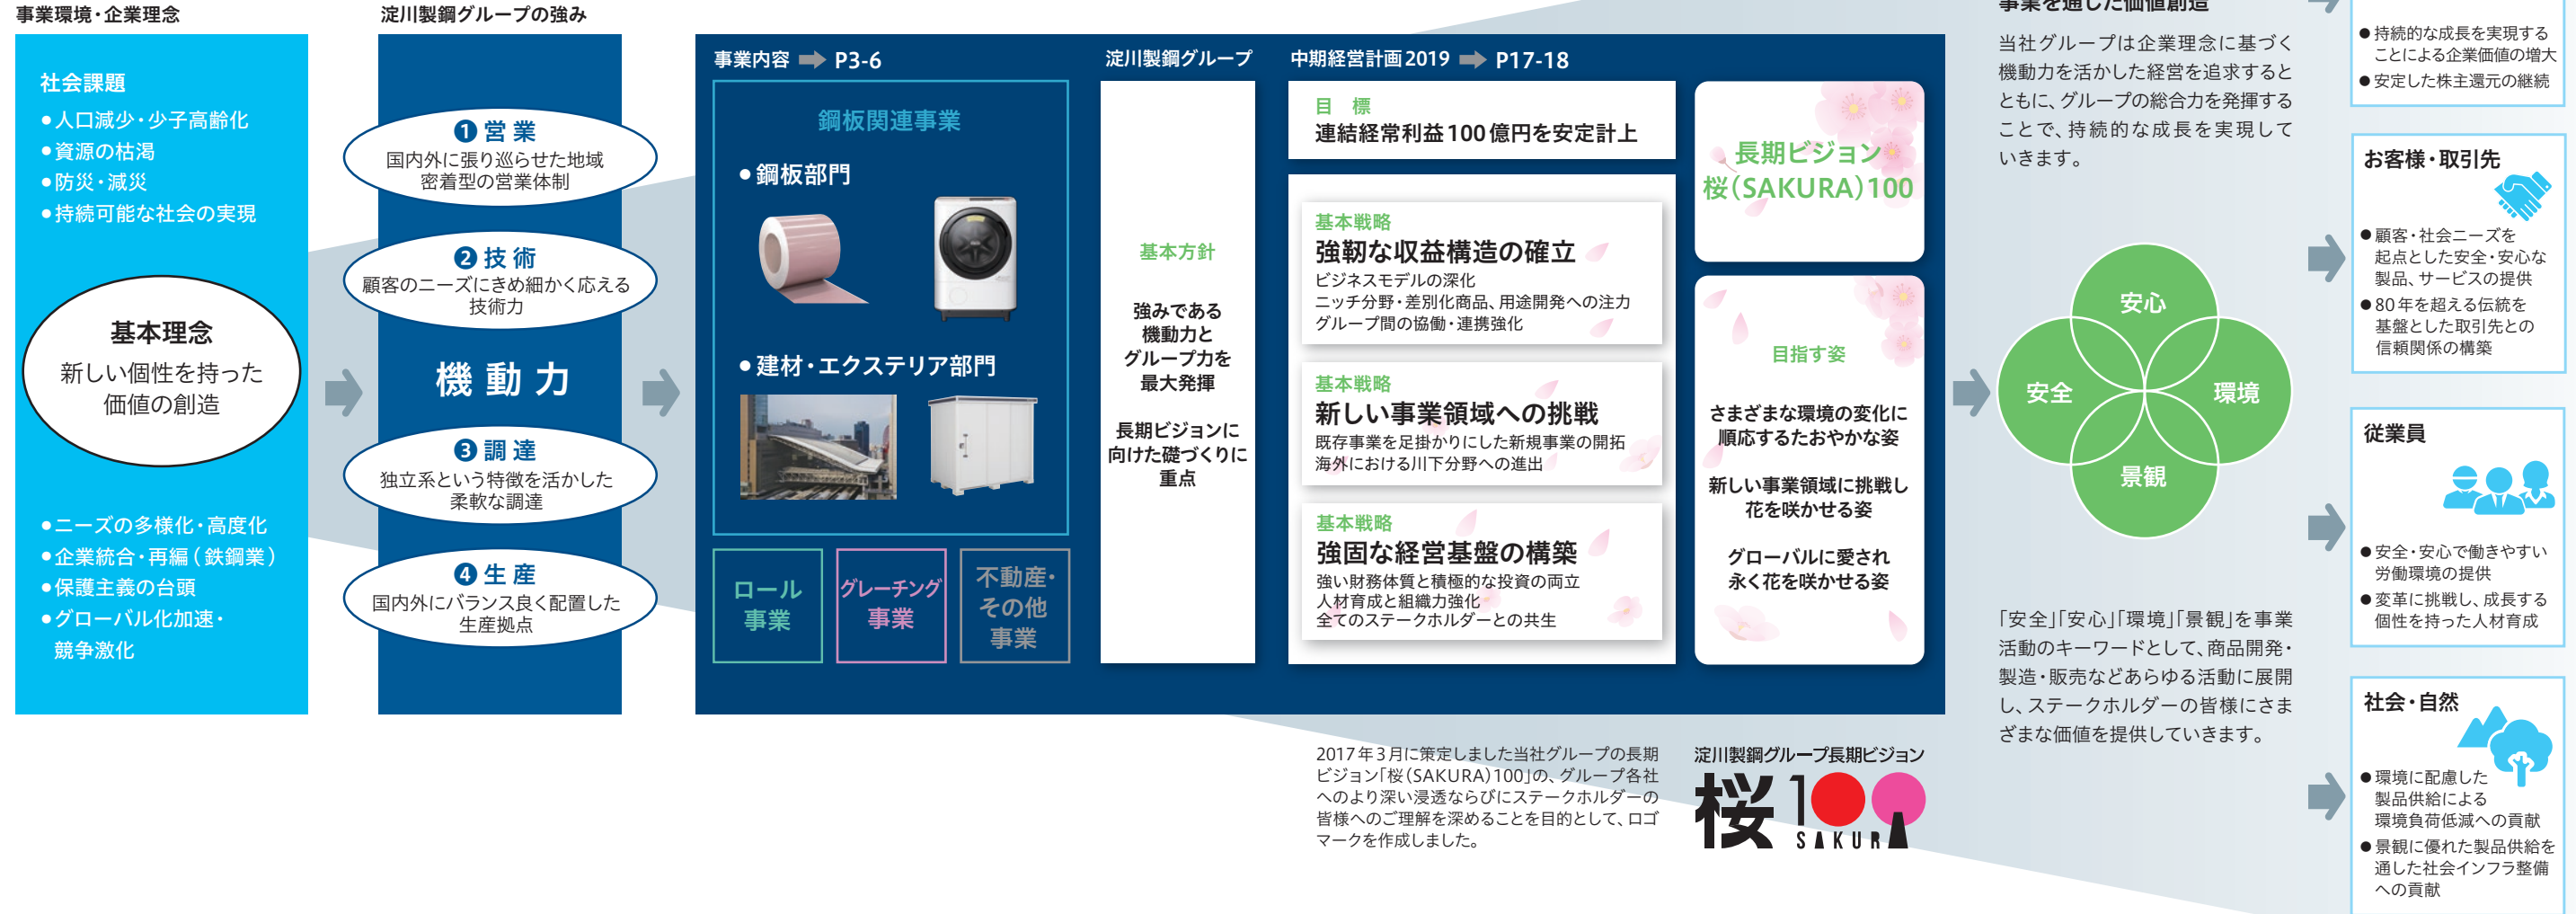 事業環境・企業理念
社会課題
●人口減少・少子高齢化
●資源の枯渇
●防災・減災
●持続可能な社会の実現
基本理念
新しい個性を持った
価値の創造
●ニーズの多様化・高度化
●企業統合・再編（鉄鋼業）
●保護主義の台頭
●グローバル化加速・
競争激化
淀川製鋼グループの強み
❶営業
国内外に張り巡らせた地域
密着型の営業体制
❷技術
顧客のニーズにきめ細かく応える
技術力
機動力
❸調達
独立系という特徴を活かした
柔軟な調達
❹生産
国内外にバランス良く配置した
生産拠点
事業内容 ➡ P3-6
鋼板関連事業
●鋼板部門
●建材・エクステリア部門
ロール
事業
グレーチング
事業
不動産・
その他
事業
淀川製鋼グループ
基本方針
強みである
機動力と
グループ力を
最大発揮
長期ビジョンに
向けた礎づくりに
重点
中期経営計画2019 ➡ P17-18
目 標
連結経常利益100億円を安定計上
基本戦略
強靭な収益構造の確立
ビジネスモデルの深化
ニッチ分野・差別化商品、用途開発への注力
グループ間の協働・連携強化
基本戦略
新しい事業領域への挑戦
既存事業を足掛かりにした新規事業の開拓
海外における川下分野への進出
基本戦略
強固な経営基盤の構築
強い財務体質と積極的な投資の両立
人材育成と組織力強化
全てのステークホルダーとの共生
長期ビジョン
桜（SAKURA）100
目指す姿
さまざまな環境の変化に
順応するたおやかな姿
新しい事業領域に挑戦し
花を咲かせる姿
グローバルに愛され
永く花を咲かせる姿
2017年3月に策定しました当社グループの長期
ビジョン「桜（SAKURA）100」の、グループ各社
へのより深い浸透ならびにステークホルダーの
皆様へのご理解を深めることを目的として、ロゴ
マークを作成しました。
淀川製鋼グループ長期ビジョン
桜100
SAKURA
事業を通した価値創造
当社グループは企業理念に基づく
機動力を活かした経営を追求すると
ともに、グループの総合力を発揮する
ことで、持続的な成長を実現して
いきます。
安心
安全
環境
景観
「安全」「安心」「環境」「景観」を事業
活動のキーワードとして、商品開発・
製造・販売などあらゆる活動に展開
し、ステークホルダーの皆様にさま
ざまな価値を提供していきます。
●持続的な成長を実現する
ことによる企業価値の増大
●安定した株主還元の継続
お客様・取引先
●顧客・社会ニーズを
起点とした安全・安心な
製品、サービスの提供
●80年を超える伝統を
基盤とした取引先との
信頼関係の構築
従業員
●安全・安心で働きやすい
労働環境の提供
●変革に挑戦し、成長する
個性を持った人材育成
社会・自然
●環境に配慮した
製品供給による
環境負荷低減への貢献
●景観に優れた製品供給を
通した社会インフラ整備
への貢献